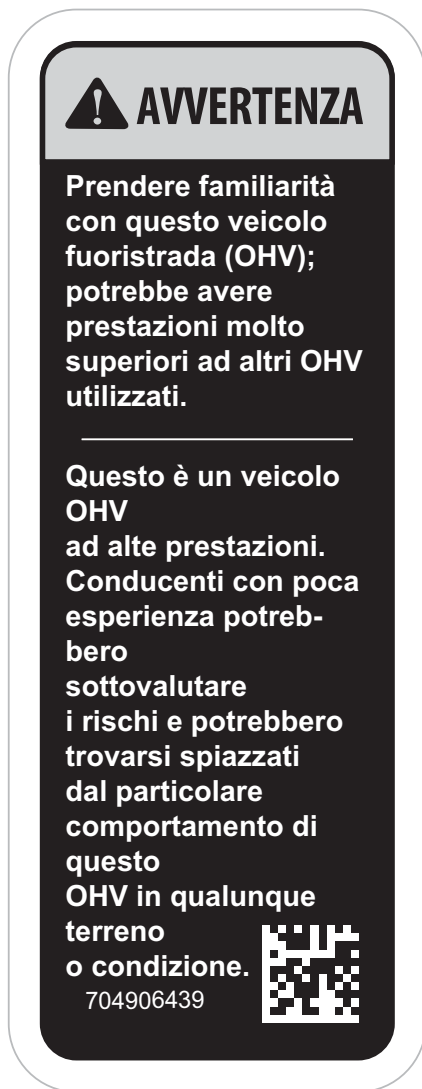 AVVERTENZA
Prendere familiarità
con questo veicolo
fuoristrada (OHV);
potrebbe avere
prestazioni molto
superiori ad altri OHV
utilizzati.
Questo è un veicolo
OHV
ad alte prestazioni.
Conducenti con poca
esperienza potreb-
bero
sottovalutare
i rischi e potrebbero
trovarsi spiazzati
dal particolare
comportamento di
questo
OHV in qualunque
terreno
o condizione.
704906439